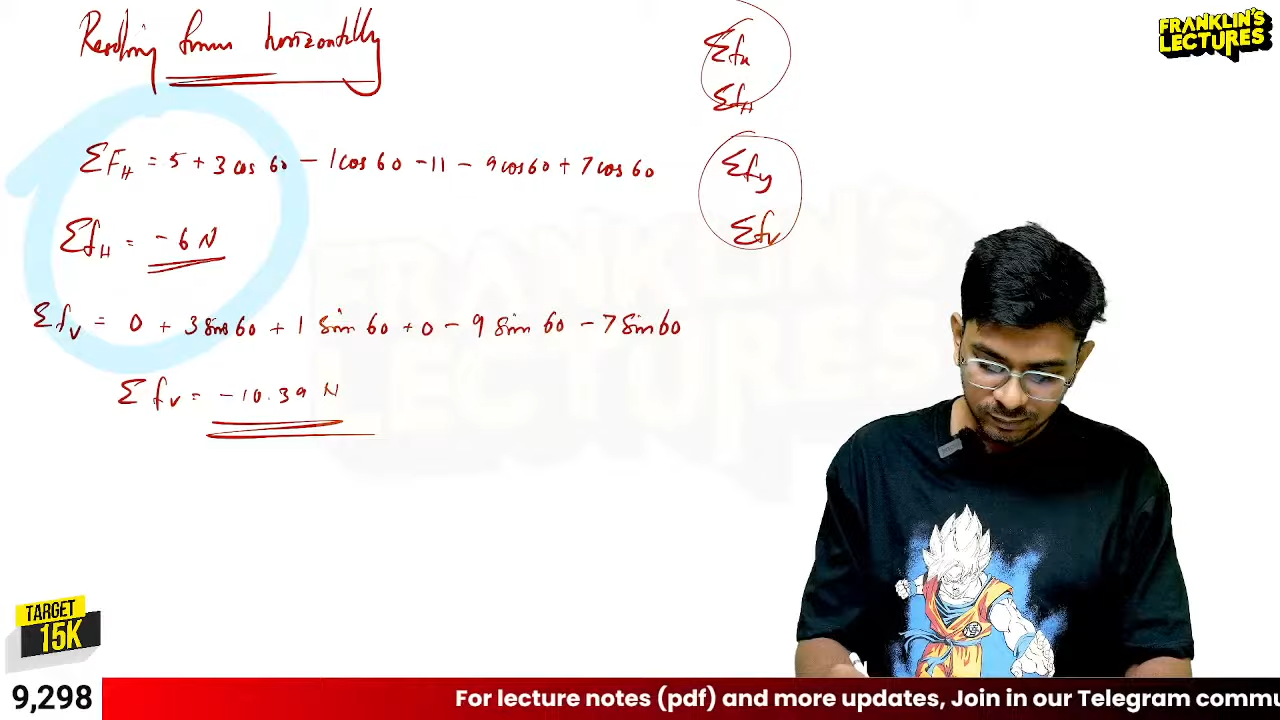 Resolving forces horizontally
Σfx
ΣfH
ΣFH = 5 + 3 cos 60 - 1 cos 60 - 11 - 9 cos 60 + 7 cos 60
Σfy
Σfv
ΣfH = -6 N
Σfv = 0 + 3 sin 60 + 1 sin 60 + 0 - 9 sin 60 - 7 sin 60
Σfv = -10.39 N
FRANKLIN'S
LECTURES
FRANKLIN'S
LECTURES
TARGET
15K
9,298
For lecture notes (pdf) and more updates, Join in our Telegram commu